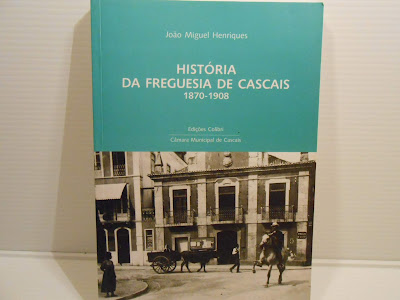 João Miguel Henriques
HISTÓRIA
DA FREGUESIA DE CASCAIS
1870-1908
Edições Colibri
Câmara Municipal de Cascais